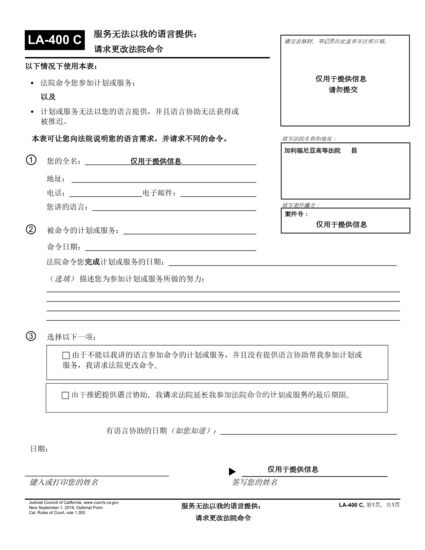 LA-400 C
服务无法以我的语言提供：
请求更改法院命令
递交表格时，书记员在此盖章并注明日期。
仅用于提供信息
请勿提交
以下情况下使用本表：
• 法院命令您参加计划或服务；
以及
• 计划或服务无法以您的语言提供，并且语言协助无法获得或
被推迟。
本表可让您向法院说明您的语言需求，并请求不同的命令。
填写法院名称和地址：
加利福尼亚高等法院 县
① 您的全名： 仅用于提供信息
地址：
电话： 电子邮件：
您讲的语言：
填写案件编号：
案件号：
仅用于提供信息
② 被命令的计划或服务：
命令日期：
法院命令您完成计划或服务的日期：
（选填）描述您为参加计划或服务所做的努力：
③ 选择以下一项：
□ 由于不能以我讲的语言参加命令的计划或服务，并且没有提供语言协助帮我参加计划或
服务，我请求法院更改命令。
□ 由于推迟提供语言协助，我请求法院延长我参加法院命令的计划或服务的最后期限。
有语言协助的日期（如您知道）：
日期：
仅用于提供信息
键入或打印您的姓名
签写您的姓名
Judicial Council of California, www.courts.ca.gov
New September 1, 2019, Optional Form
Cal. Rules of Court, rule 1.300
服务无法以我的语言提供：
请求更改法院命令
LA-400 C, 第1页，共1页